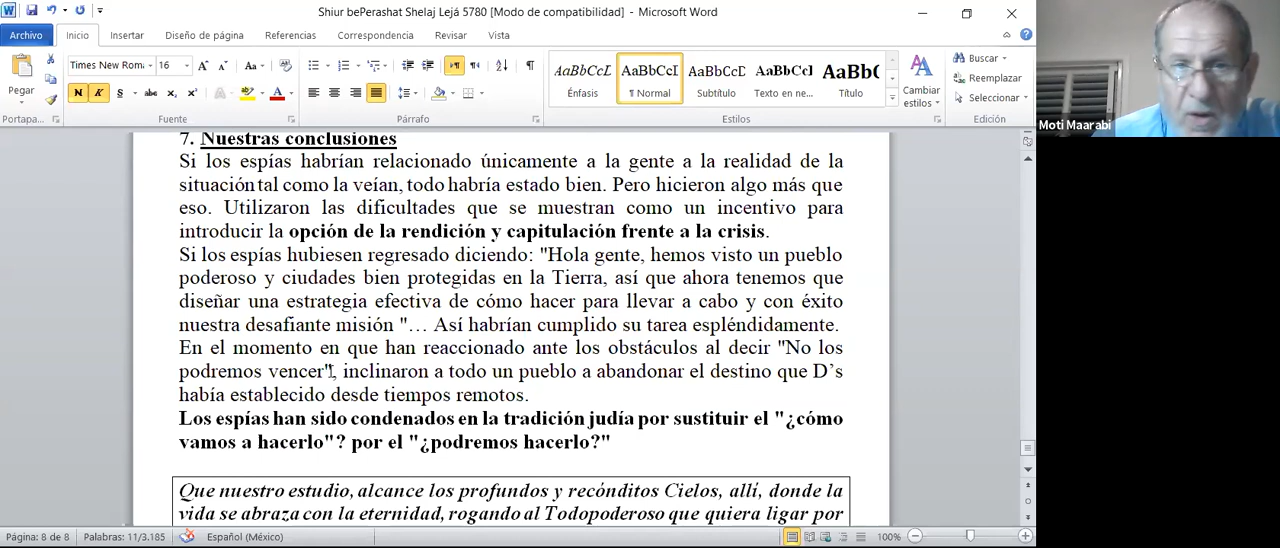 Shiur bePerashat Shelaj Lejá 5780 [Modo de compatibilidad] - Microsoft Word
Archivo Inicio Insertar Diseño de página Referencias Correspondencia Revisar Vista
Times New Rom 16
Pegar
N K S abc x₂ x² A Aa
AaBbCcL AaBbCcI AaBbCcD AaBbCcI AaBb(
Énfasis ¶ Normal Subtítulo Texto en ne... Título
Cambiar estilos
Buscar
Reemplazar
Seleccionar
Portapa... Fuente Párrafo Estilos Edición
Moti Maarabi
7. Nuestras conclusiones
Si los espías habrían relacionado únicamente a la gente a la realidad de la
situación tal como la veían, todo habría estado bien. Pero hicieron algo más que
eso. Utilizaron las dificultades que se muestran como un incentivo para
introducir la opción de la rendición y capitulación frente a la crisis.
Si los espías hubiesen regresado diciendo: "Hola gente, hemos visto un pueblo
poderoso y ciudades bien protegidas en la Tierra, así que ahora tenemos que
diseñar una estrategia efectiva de cómo hacer para llevar a cabo y con éxito
nuestra desafiante misión "… Así habrían cumplido su tarea espléndidamente.
En el momento en que han reaccionado ante los obstáculos al decir "No los
podremos vencer", inclinaron a todo un pueblo a abandonar el destino que D's
había establecido desde tiempos remotos.
Los espías han sido condenados en la tradición judía por sustituir el "¿cómo
vamos a hacerlo"? por el "¿podremos hacerlo?"
Que nuestro estudio, alcance los profundos y recónditos Cielos, allí, donde la
vida se abraza con la eternidad, rogando al Todopoderoso que quiera ligar por
Página: 8 de 8 Palabras: 11/3.185 Español (México) 100%